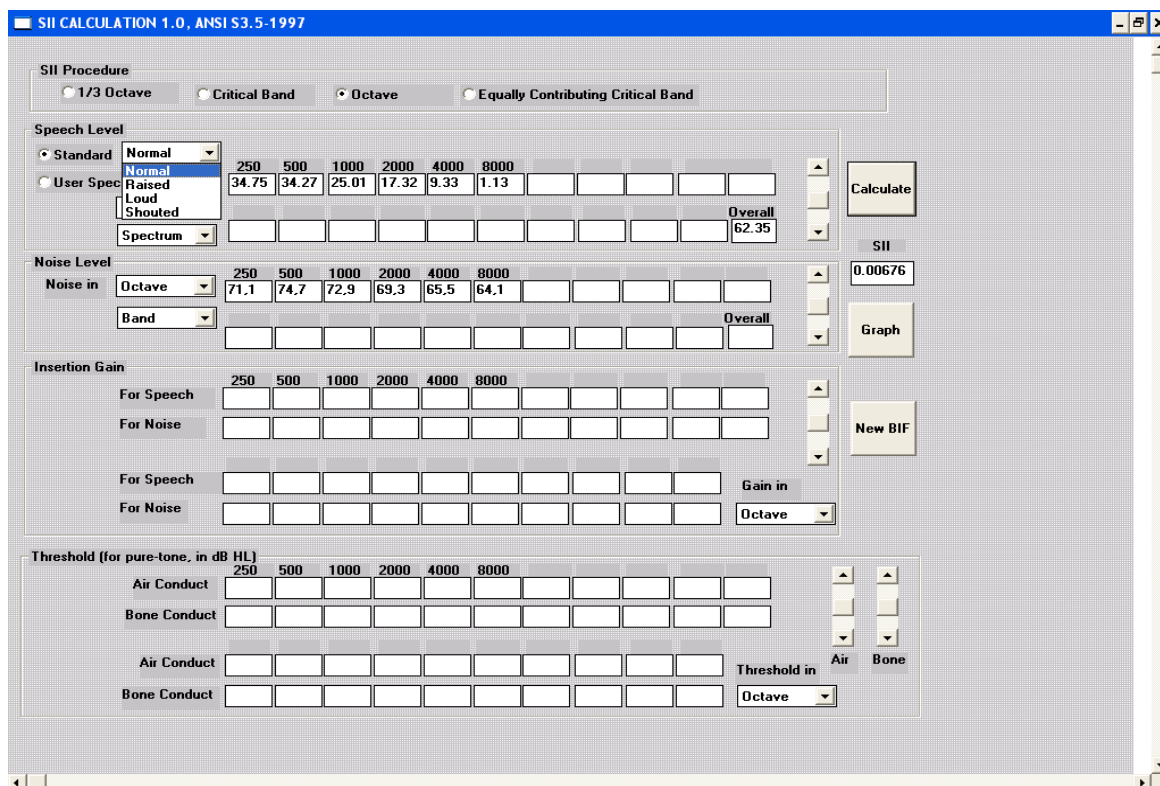 SII CALCULATION 1.0, ANSI S3.5-1997
SII Procedure
1/3 Octave Critical Band Octave Equally Contributing Critical Band
Speech Level
Standard Normal
250 500 1000 2000 4000 8000
Normal
User Spec 34.75 34.27 25.01 17.32 9.33 1.13
Raised
Loud
Shouted
Overall
Spectrum 62.35
Calculate
SII
0.00676
Noise Level
250 500 1000 2000 4000 8000
Noise in Octave 71,1 74,7 72,9 69,3 65,5 64,1
Band
Overall
Graph
Insertion Gain
250 500 1000 2000 4000 8000
For Speech
For Noise
New BIF
For Speech
Gain in
For Noise
Octave
Threshold (for pure-tone, in dB HL)
250 500 1000 2000 4000 8000
Air Conduct
Bone Conduct
Air Conduct
Threshold in
Air Bone
Bone Conduct
Octave